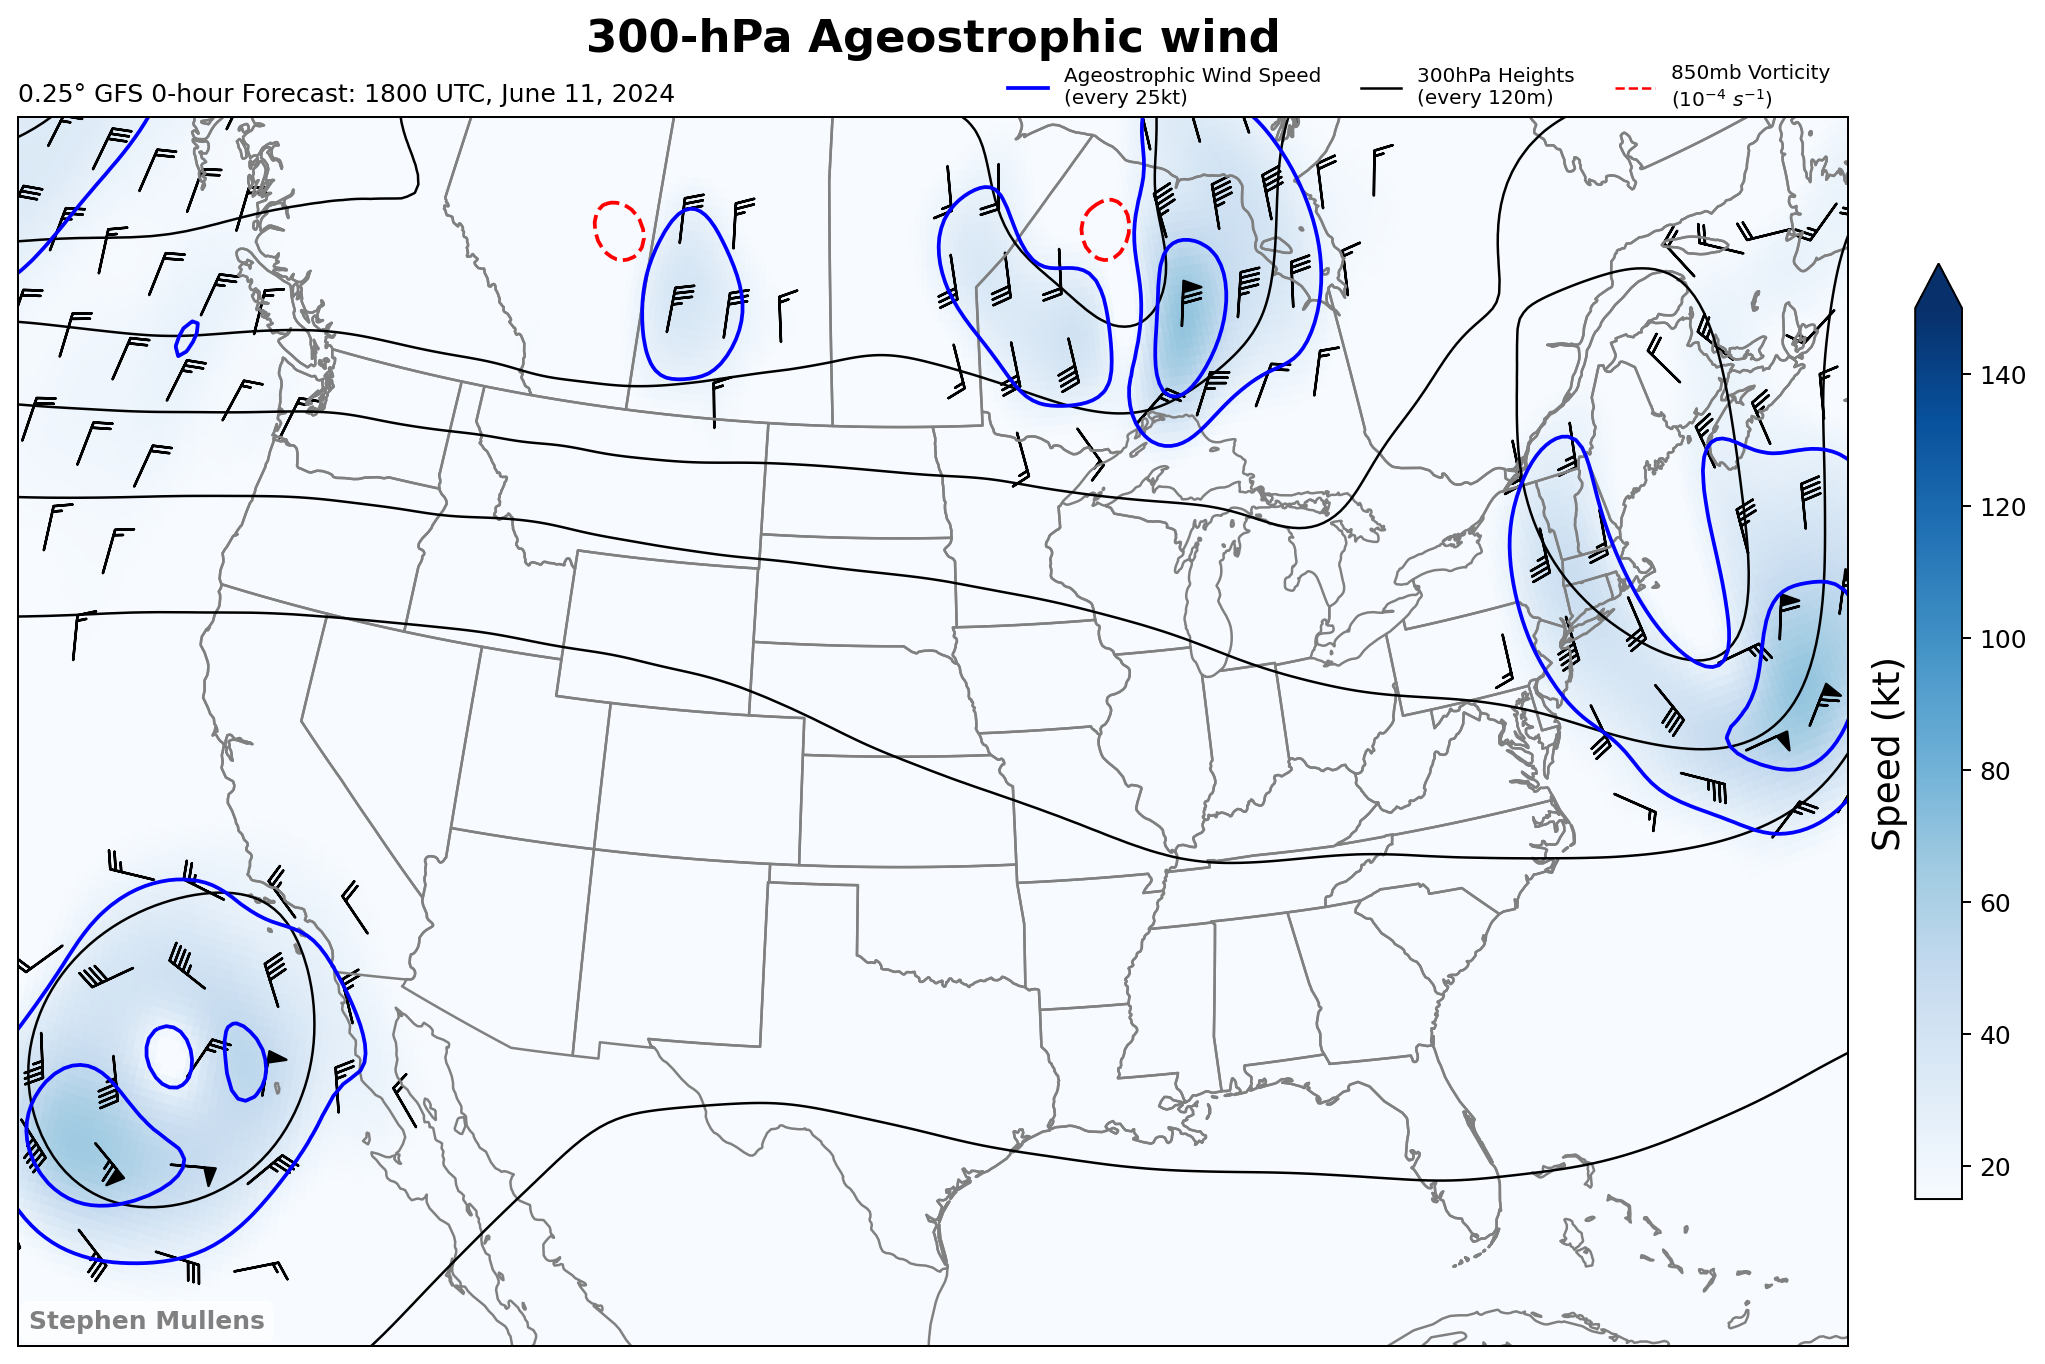 300-hPa Ageostrophic wind
0.25° GFS 0-hour Forecast: 1800 UTC, June 11, 2024
Ageostrophic Wind Speed
(every 25kt)
300hPa Heights
(every 120m)
850mb Vorticity
(10⁻⁴ s⁻¹)
140
120
100
80
60
40
20
Speed (kt)
Stephen Mullens